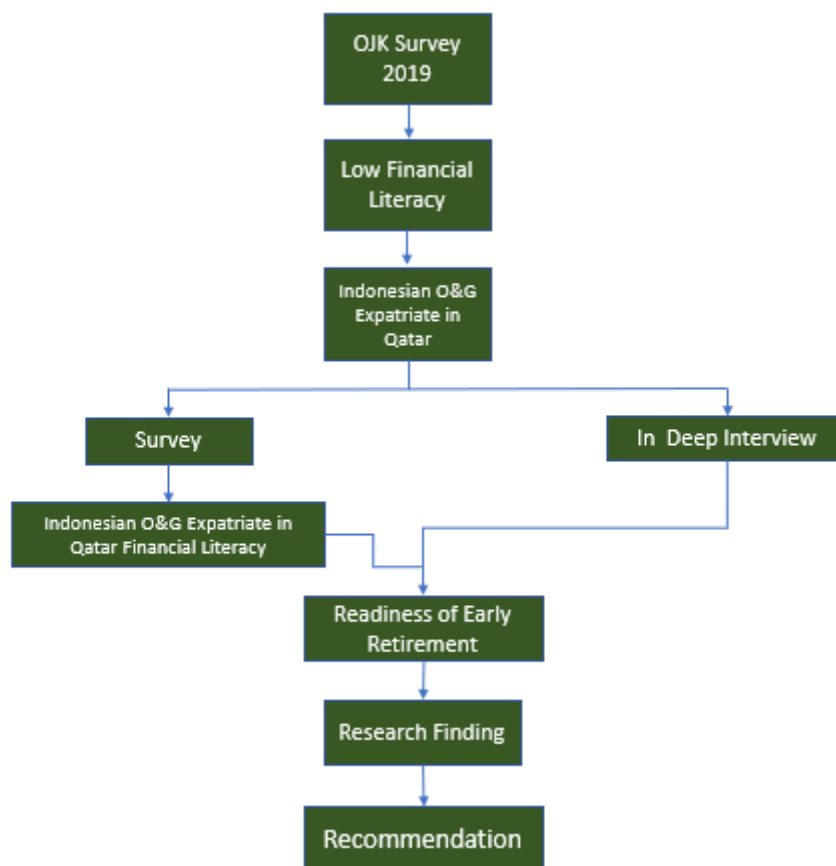 OJK Survey
2019
Low Financial
Literacy
Indonesian O&G
Expatriate in
Qatar
Survey
In Deep Interview
Indonesian O&G Expatriate in
Qatar Financial Literacy
Readiness of Early
Retirement
Research Finding
Recommendation